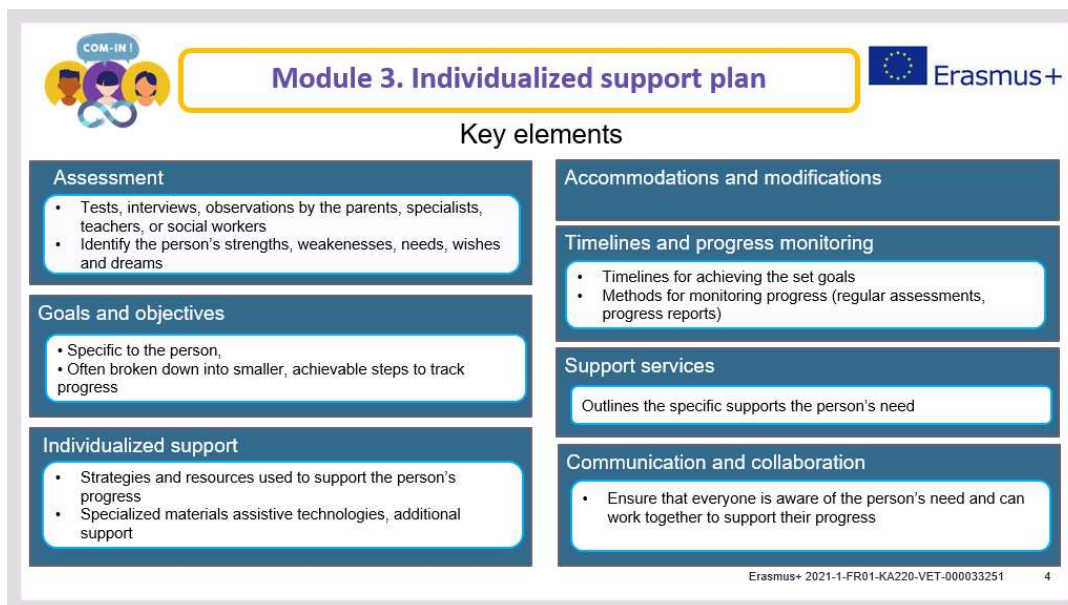 COM-IN !
Module 3. Individualized support plan
Erasmus+
Key elements
Assessment
• Tests, interviews, observations by the parents, specialists,
teachers, or social workers
• Identify the person's strengths, weakenesses, needs, wishes
and dreams
Goals and objectives
• Specific to the person,
• Often broken down into smaller, achievable steps to track
progress
Individualized support
• Strategies and resources used to support the person's
progress
• Specialized materials assistive technologies, additional
support
Accommodations and modifications
Timelines and progress monitoring
• Timelines for achieving the set goals
• Methods for monitoring progress (regular assessments,
progress reports)
Support services
Outlines the specific supports the person's need
Communication and collaboration
• Ensure that everyone is aware of the person's need and can
work together to support their progress
Erasmus+ 2021-1-FR01-KA220-VET-000033251 4